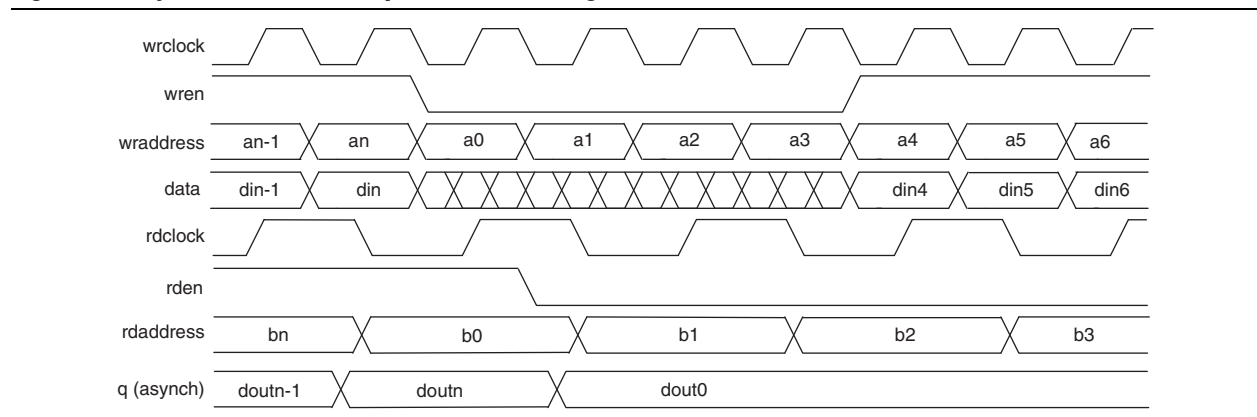 wrclock
wren
wraddress an-1 an a0 a1 a2 a3 a4 a5 a6
data din-1 din din4 din5 din6
rdclock
rden
rdaddress bn b0 b1 b2 b3
q (asynch) doutn-1 doutn dout0